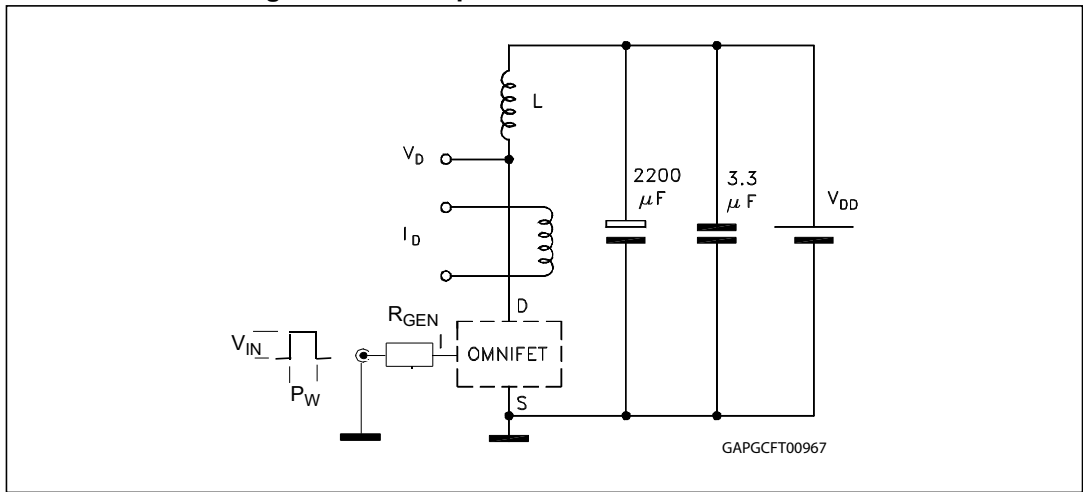 L
V_D
2200 µF
3.3 µF
V_DD
I_D
D
R_GEN
I
V_IN
OMNIFET
P_W
S
GAPGCFT00967